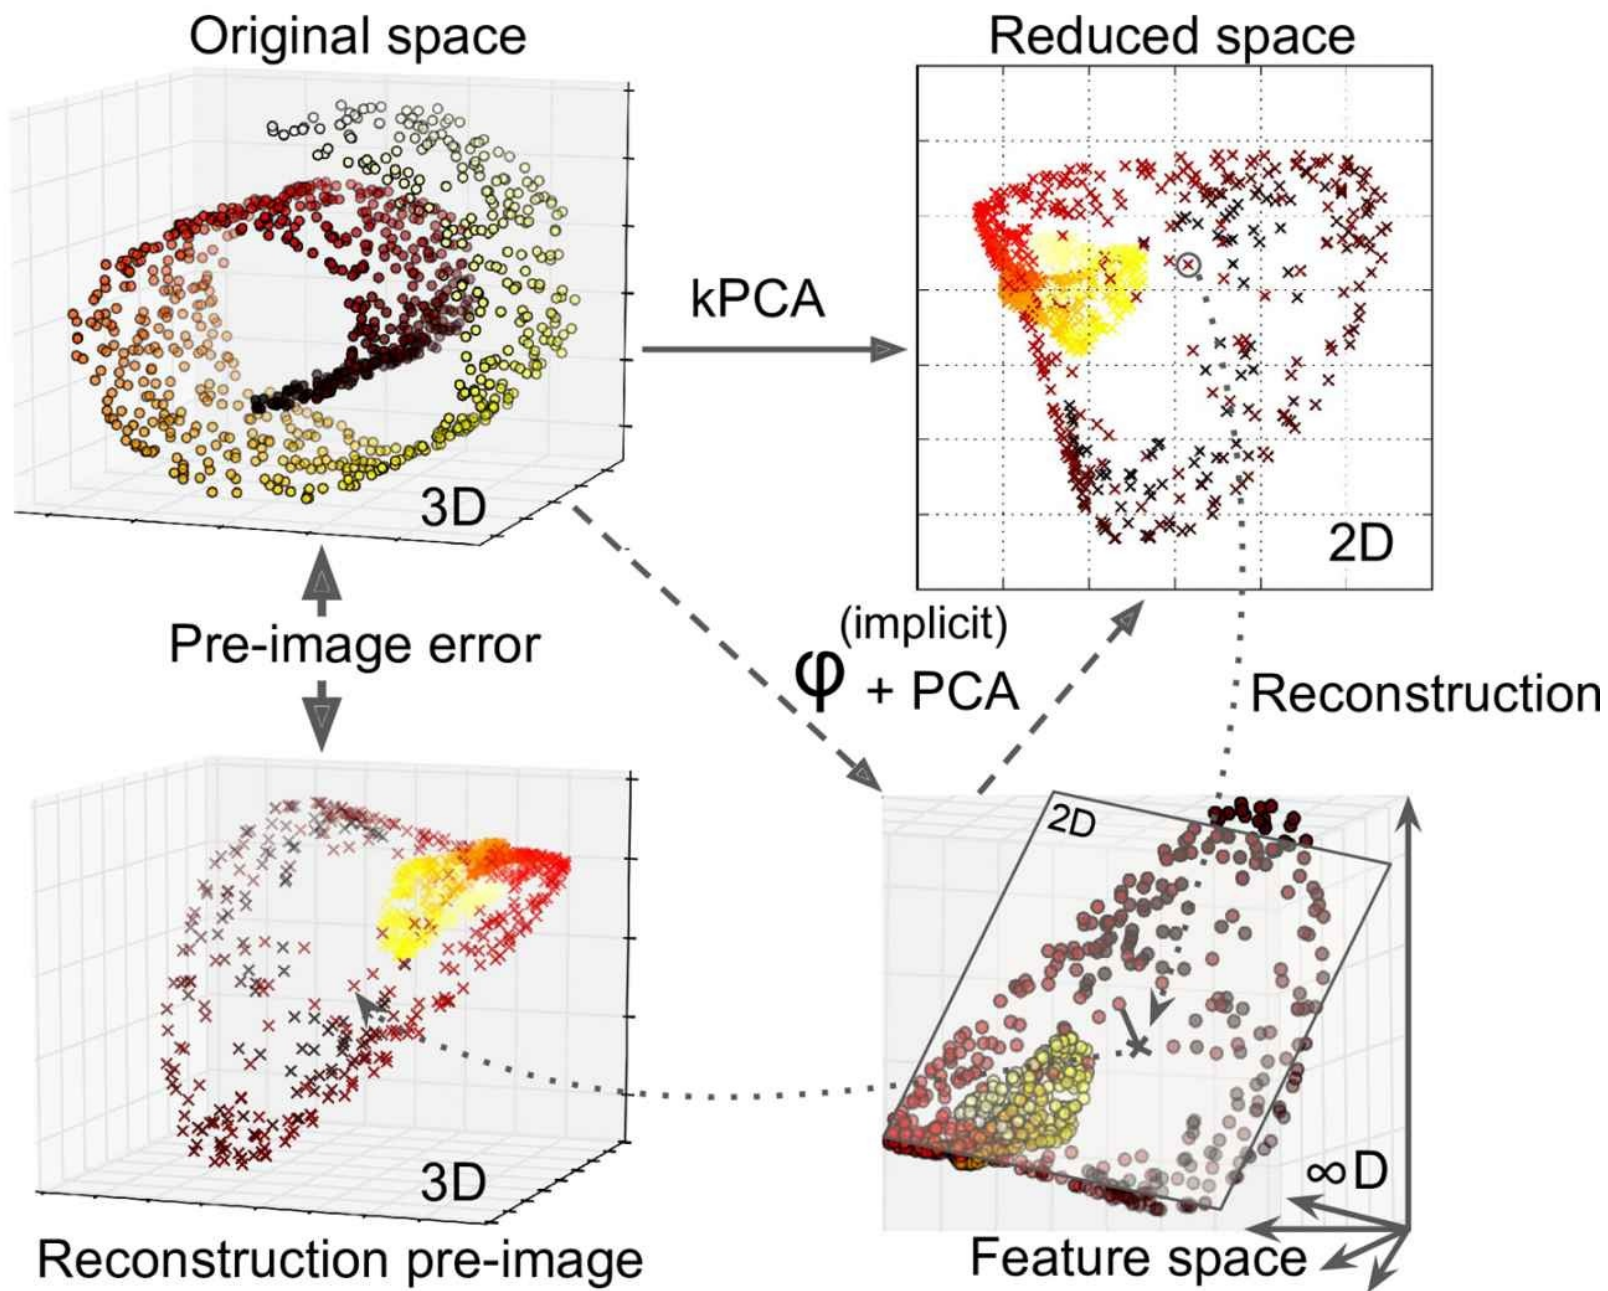 Original space
Reduced space
kPCA
3D
2D
Pre-image error
(implicit)
φ + PCA
Reconstruction
2D
3D
∞D
Reconstruction pre-image
Feature space